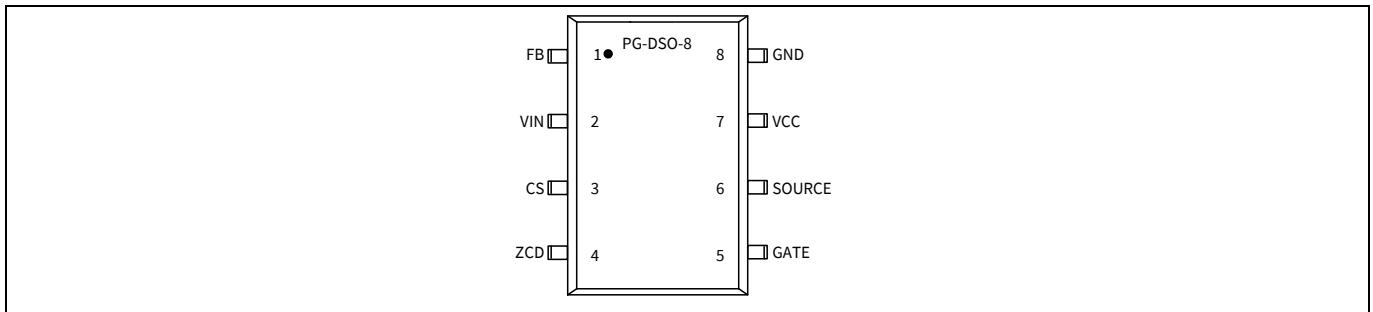 PG-DSO-8
FB 1 8 GND
VIN 2 7 VCC
CS 3 6 SOURCE
ZCD 4 5 GATE